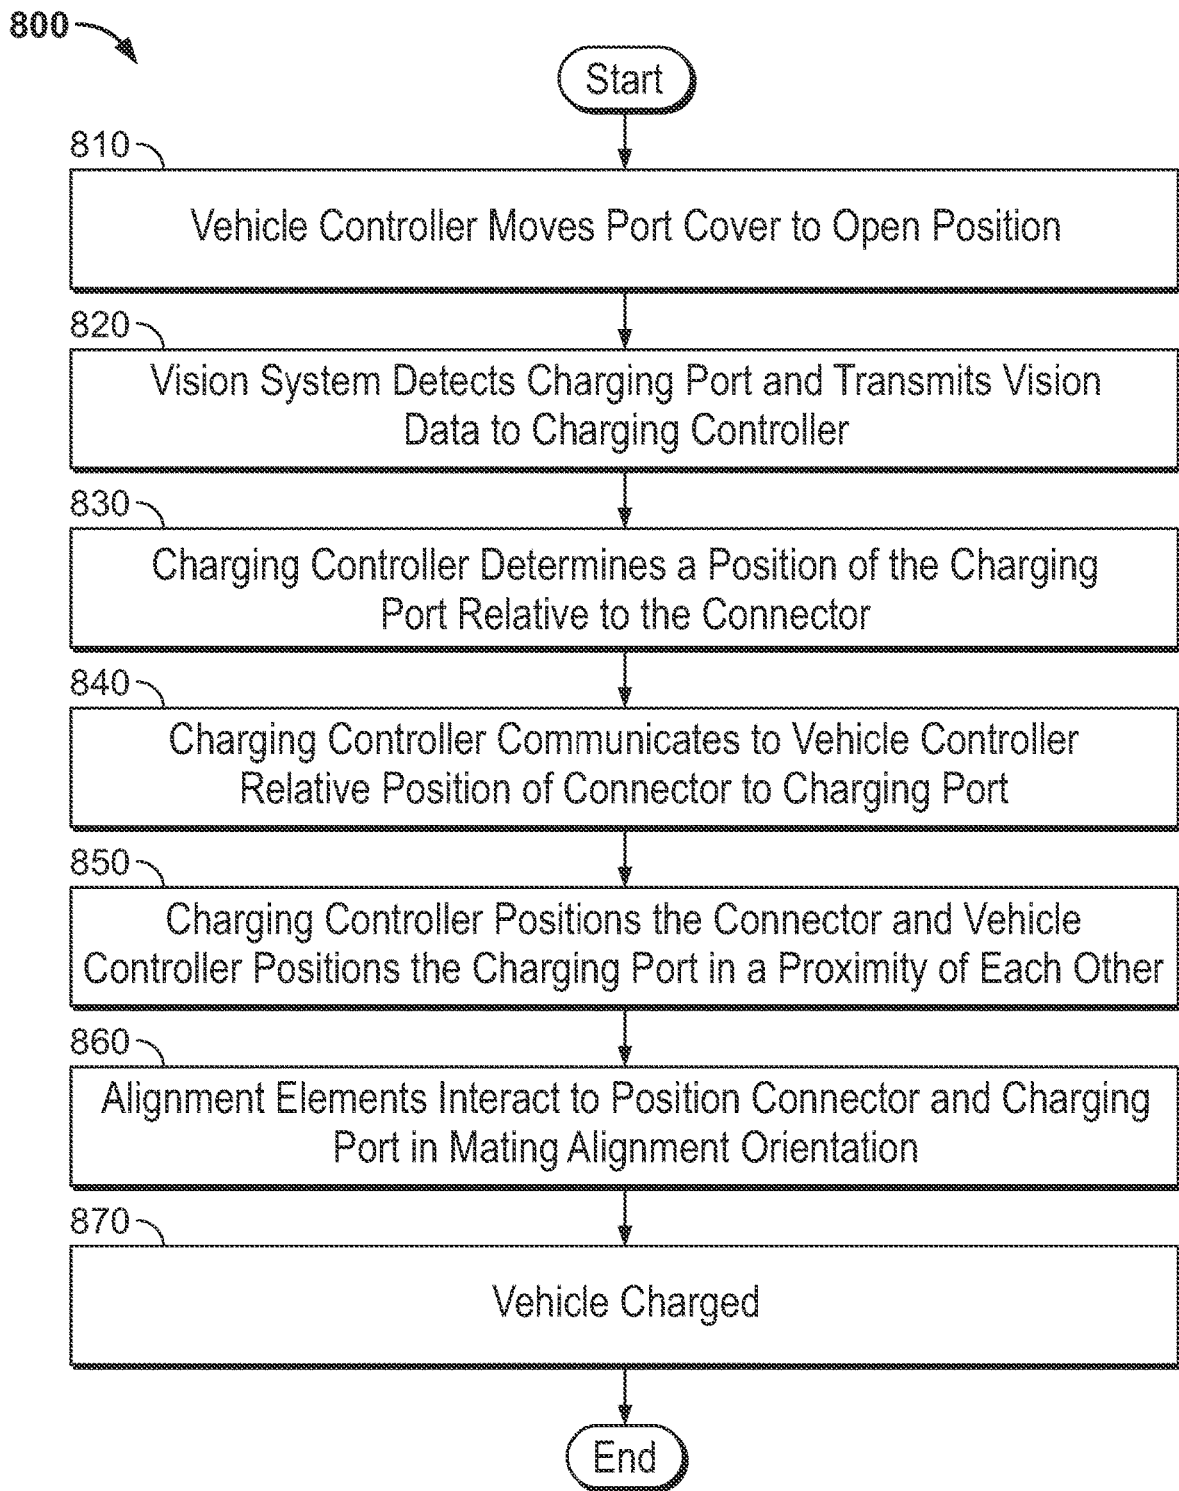 800
Start
810
Vehicle Controller Moves Port Cover to Open Position
820
Vision System Detects Charging Port and Transmits Vision
Data to Charging Controller
830
Charging Controller Determines a Position of the Charging
Port Relative to the Connector
840
Charging Controller Communicates to Vehicle Controller
Relative Position of Connector to Charging Port
850
Charging Controller Positions the Connector and Vehicle
Controller Positions the Charging Port in a Proximity of Each Other
860
Alignment Elements Interact to Position Connector and Charging
Port in Mating Alignment Orientation
870
Vehicle Charged
End